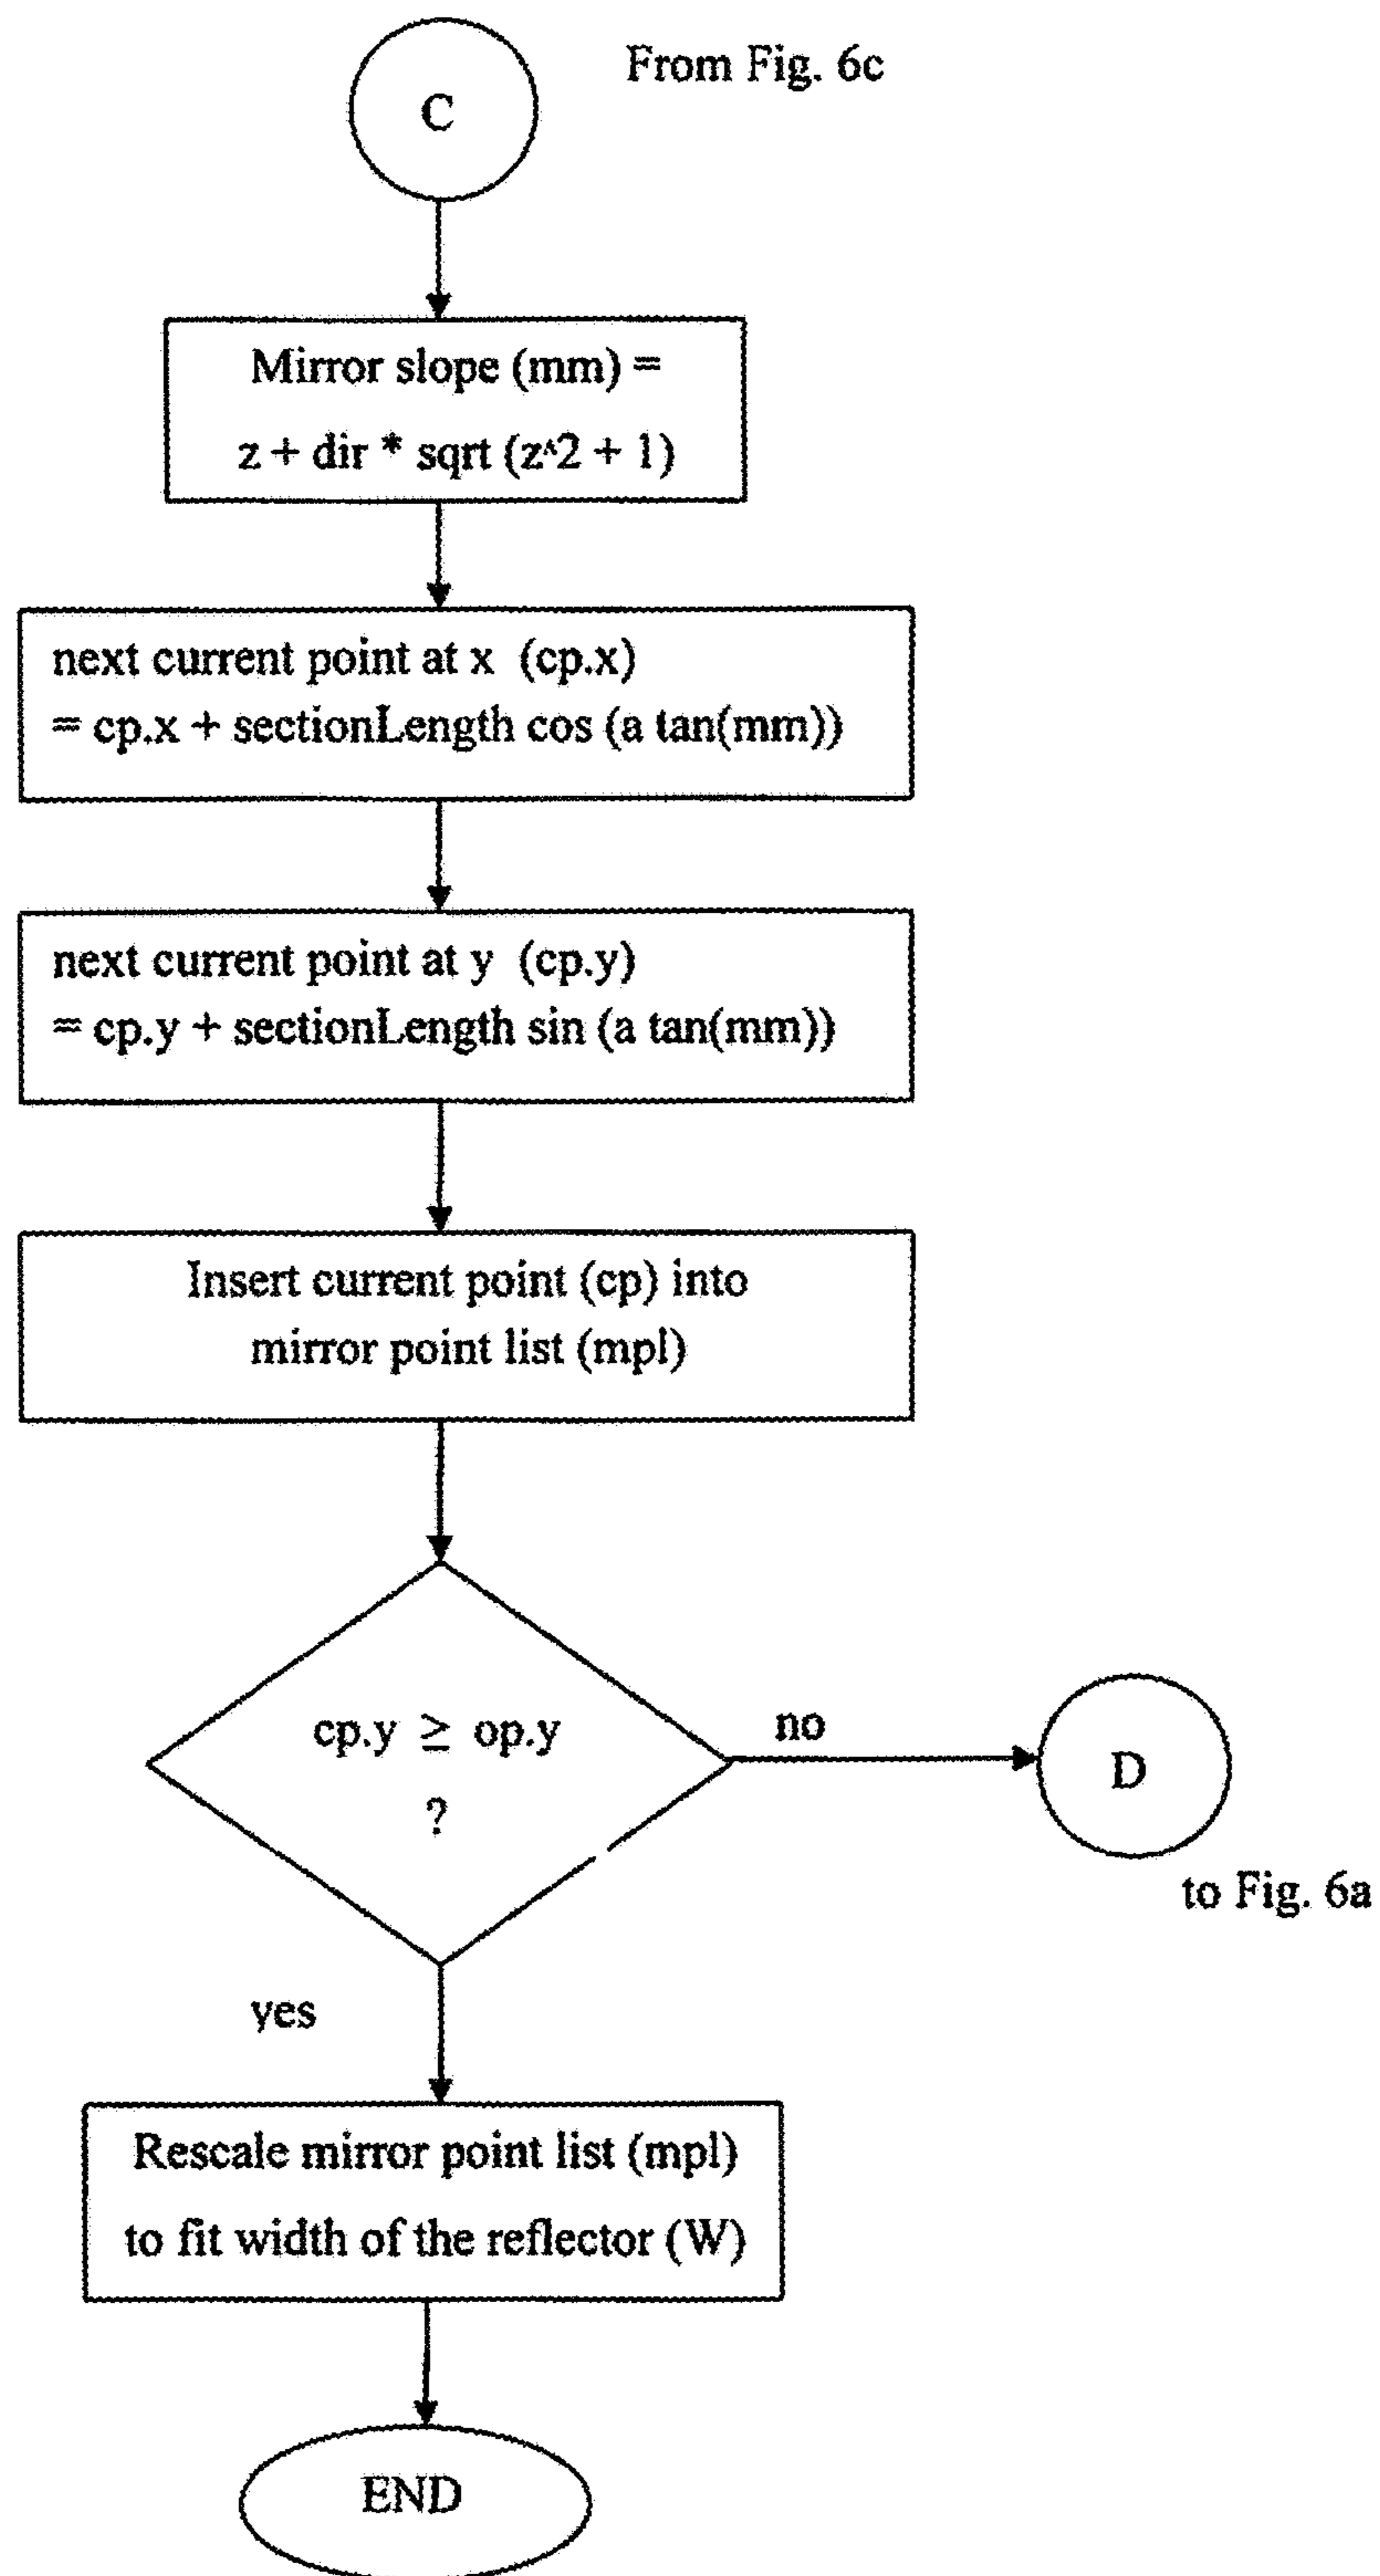 From Fig. 6c
C
Mirror slope (mm) =
z + dir * sqrt (z^2 + 1)
next current point at x (cp.x)
= cp.x + sectionLength cos (a tan(mm))
next current point at y (cp.y)
= cp.y + sectionLength sin (a tan(mm))
Insert current point (cp) into
mirror point list (mpl)
cp.y ≥ op.y
?
no
D
to Fig. 6a
yes
Rescale mirror point list (mpl)
to fit width of the reflector (W)
END